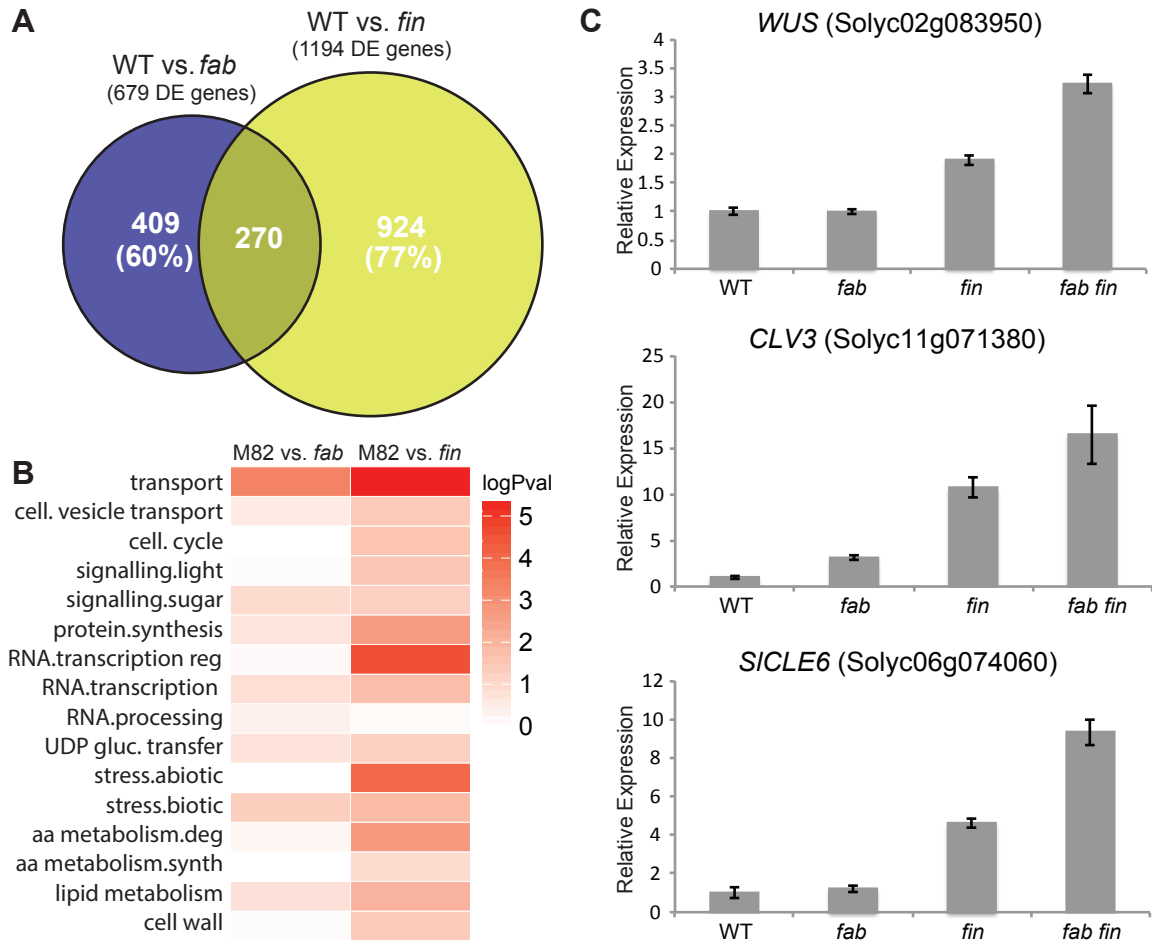 A
WT vs. fin
(1194 DE genes)
WT vs. fab
(679 DE genes)
409
(60%)
270
924
(77%)
B
M82 vs. fab
M82 vs. fin
transport
cell. vesicle transport
cell. cycle
signalling.light
signalling.sugar
protein.synthesis
RNA.transcription reg
RNA.transcription
RNA.processing
UDP gluc. transfer
stress.abiotic
stress.biotic
aa metabolism.deg
aa metabolism.synth
lipid metabolism
cell wall
logPval
5
4
3
2
1
0
C
WUS (Solyc02g083950)
Relative Expression
4
3.5
3
2.5
2
1.5
1
0.5
0
WT
fab
fin
fab fin
CLV3 (Solyc11g071380)
Relative Expression
25
20
15
10
5
0
WT
fab
fin
fab fin
SlCLE6 (Solyc06g074060)
Relative Expression
12
10
8
6
4
2
0
WT
fab
fin
fab fin